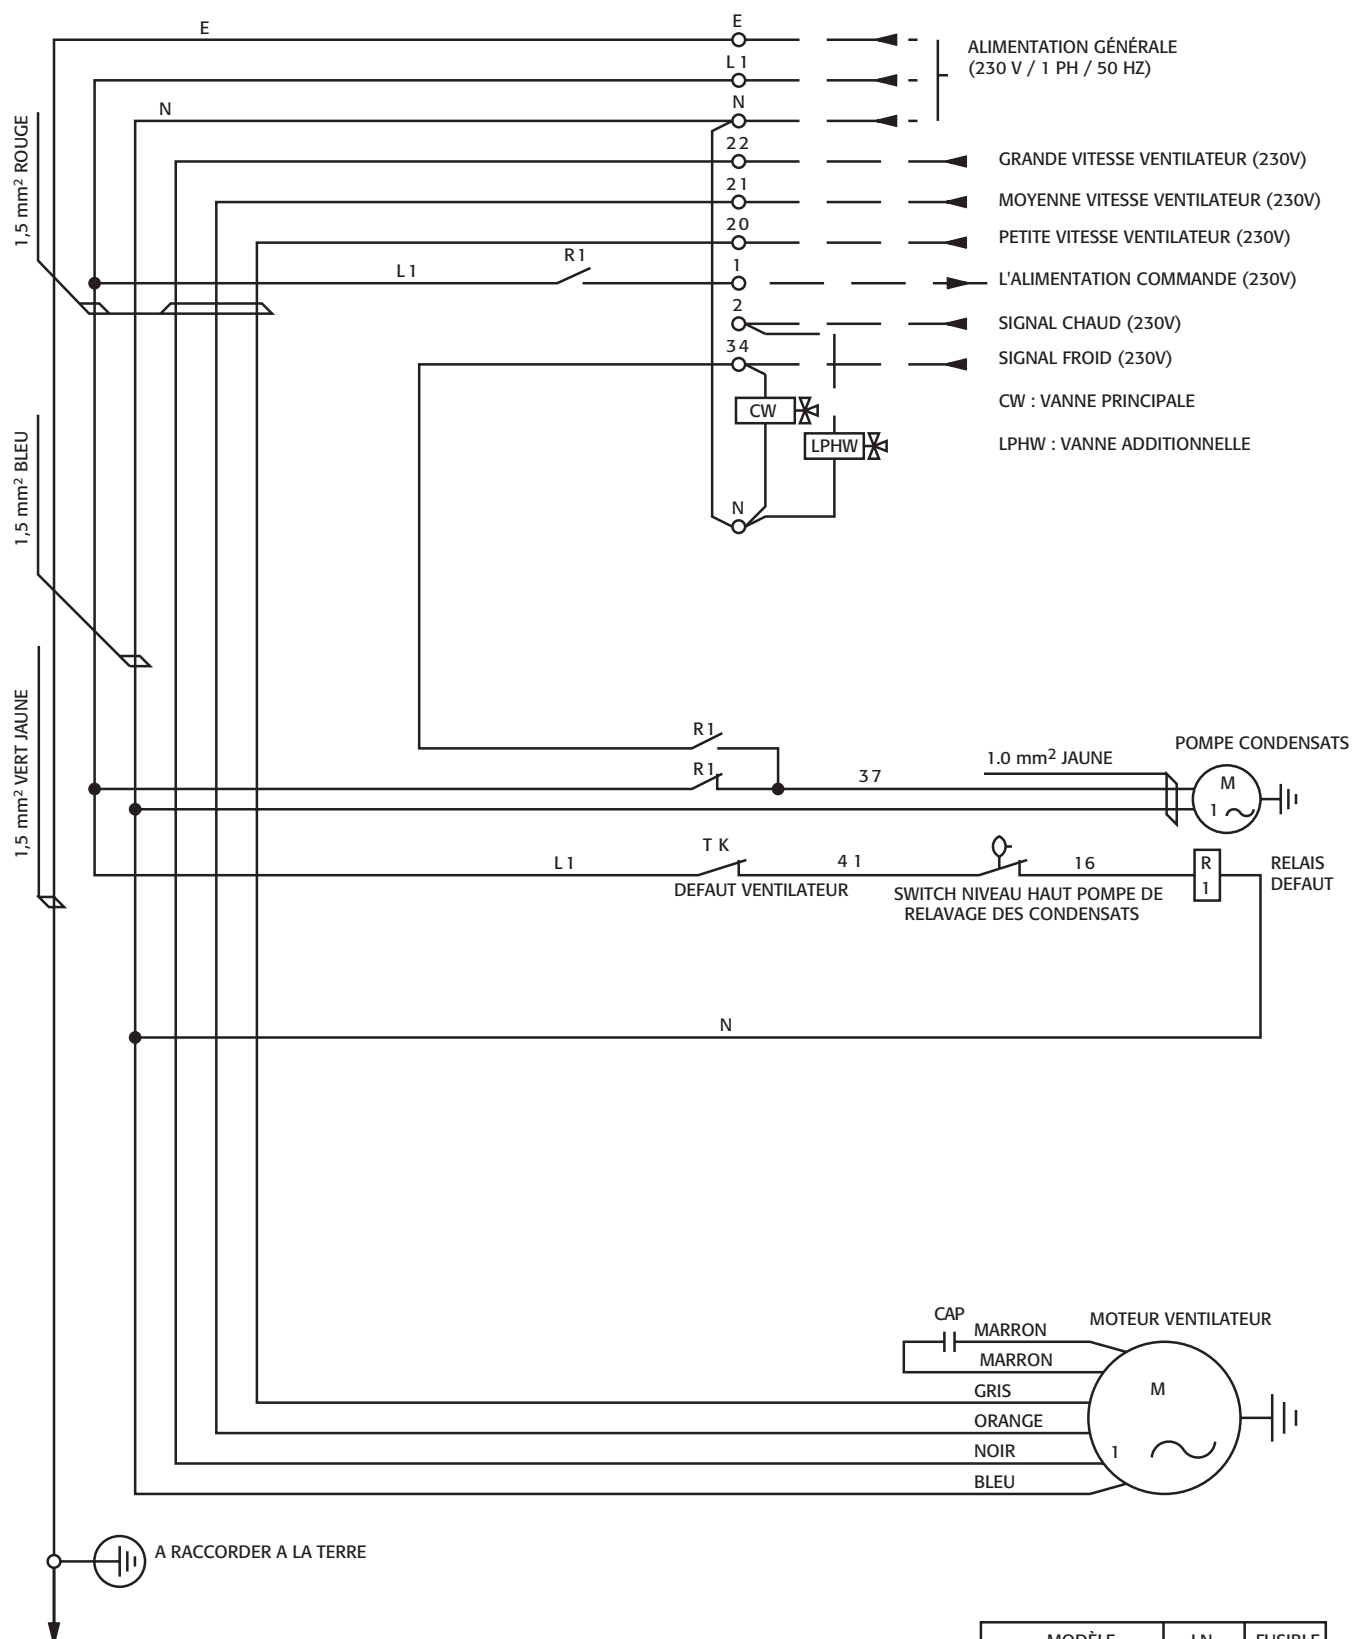 E
E
ALIMENTATION GÉNÉRALE
(230 V / 1 PH / 50 HZ)
L1
N
N
22
GRANDE VITESSE VENTILATEUR (230V)
21
MOYENNE VITESSE VENTILATEUR (230V)
20
PETITE VITESSE VENTILATEUR (230V)
L1
R1
1
L'ALIMENTATION COMMANDE (230V)
2
SIGNAL CHAUD (230V)
34
SIGNAL FROID (230V)
CW
CW : VANNE PRINCIPALE
LPHW
LPHW : VANNE ADDITIONNELLE
N
1,5 mm² ROUGE
1,5 mm² BLEU
1,5 mm² VERT JAUNE
R1
R1
37
1.0 mm² JAUNE
POMPE CONDENSATS
M
1
L1
TK
DEFAUT VENTILATEUR
41
SWITCH NIVEAU HAUT POMPE DE
RELAVAGE DES CONDENSATS
16
R
1
RELAIS
DEFAUT
N
CAP
MARRON
MOTEUR VENTILATEUR
MARRON
GRIS
M
ORANGE
NOIR
1
BLEU
A RACCORDER A LA TERRE
MODÈLE